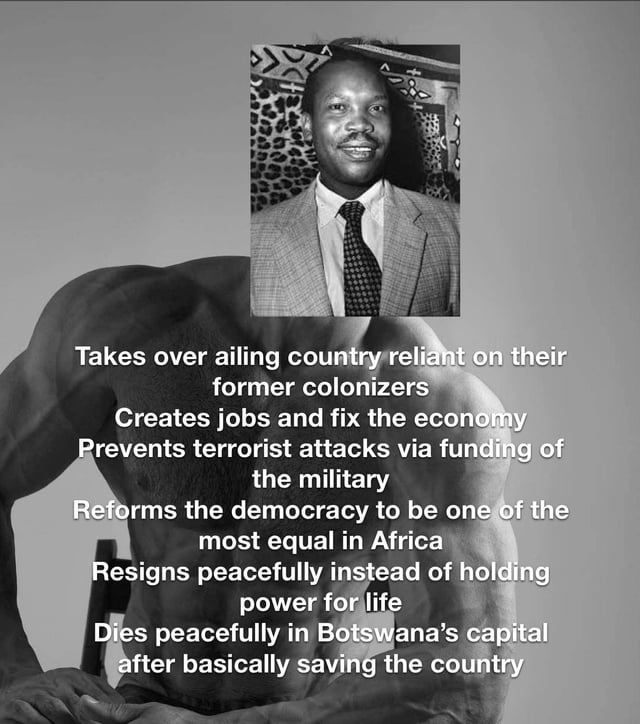 Takes over ailing country reliant on their
former colonizers
Creates jobs and fix the economy
Prevents terrorist attacks via funding of
the military
Reforms the democracy to be one of the
most equal in Africa
Resigns peacefully instead of holding
power for life
Dies peacefully in Botswana’s capital
after basically saving the country